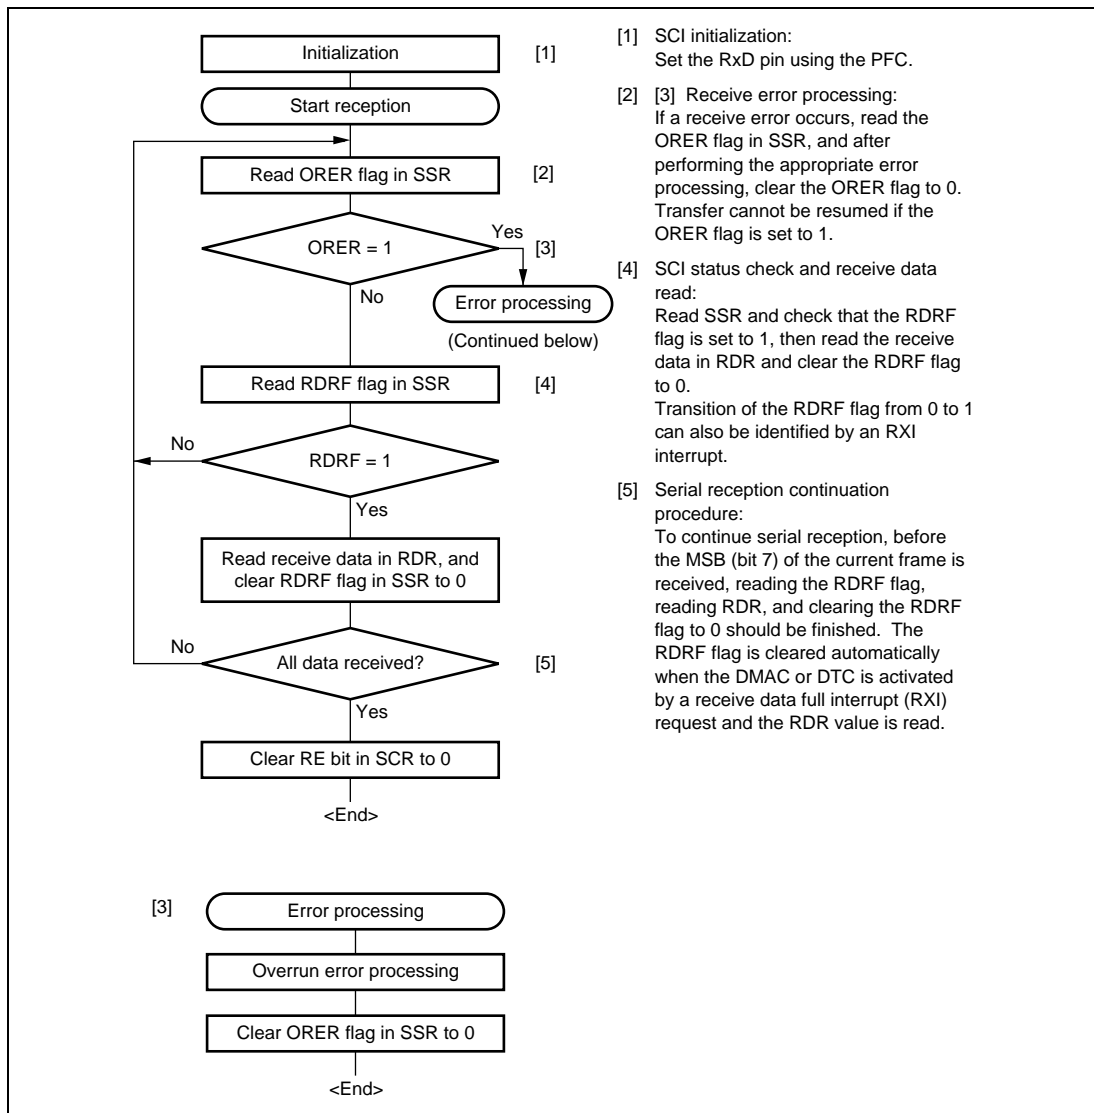 Initialization
[1]
Start reception
Read ORER flag in SSR
[2]
ORER = 1
Yes
[3]
No
Error processing
(Continued below)
Read RDRF flag in SSR
[4]
No
RDRF = 1
Yes
Read receive data in RDR, and
clear RDRF flag in SSR to 0
No
All data received?
[5]
Yes
Clear RE bit in SCR to 0
<End>
[3]
Error processing
Overrun error processing
Clear ORER flag in SSR to 0
<End>
[1] SCI initialization:
Set the RxD pin using the PFC.
[2] [3] Receive error processing:
If a receive error occurs, read the
ORER flag in SSR, and after
performing the appropriate error
processing, clear the ORER flag to 0.
Transfer cannot be resumed if the
ORER flag is set to 1.
[4] SCI status check and receive data
read:
Read SSR and check that the RDRF
flag is set to 1, then read the receive
data in RDR and clear the RDRF flag
to 0.
Transition of the RDRF flag from 0 to 1
can also be identified by an RXI
interrupt.
[5] Serial reception continuation
procedure:
To continue serial reception, before
the MSB (bit 7) of the current frame is
received, reading the RDRF flag,
reading RDR, and clearing the RDRF
flag to 0 should be finished. The
RDRF flag is cleared automatically
when the DMAC or DTC is activated
by a receive data full interrupt (RXI)
request and the RDR value is read.